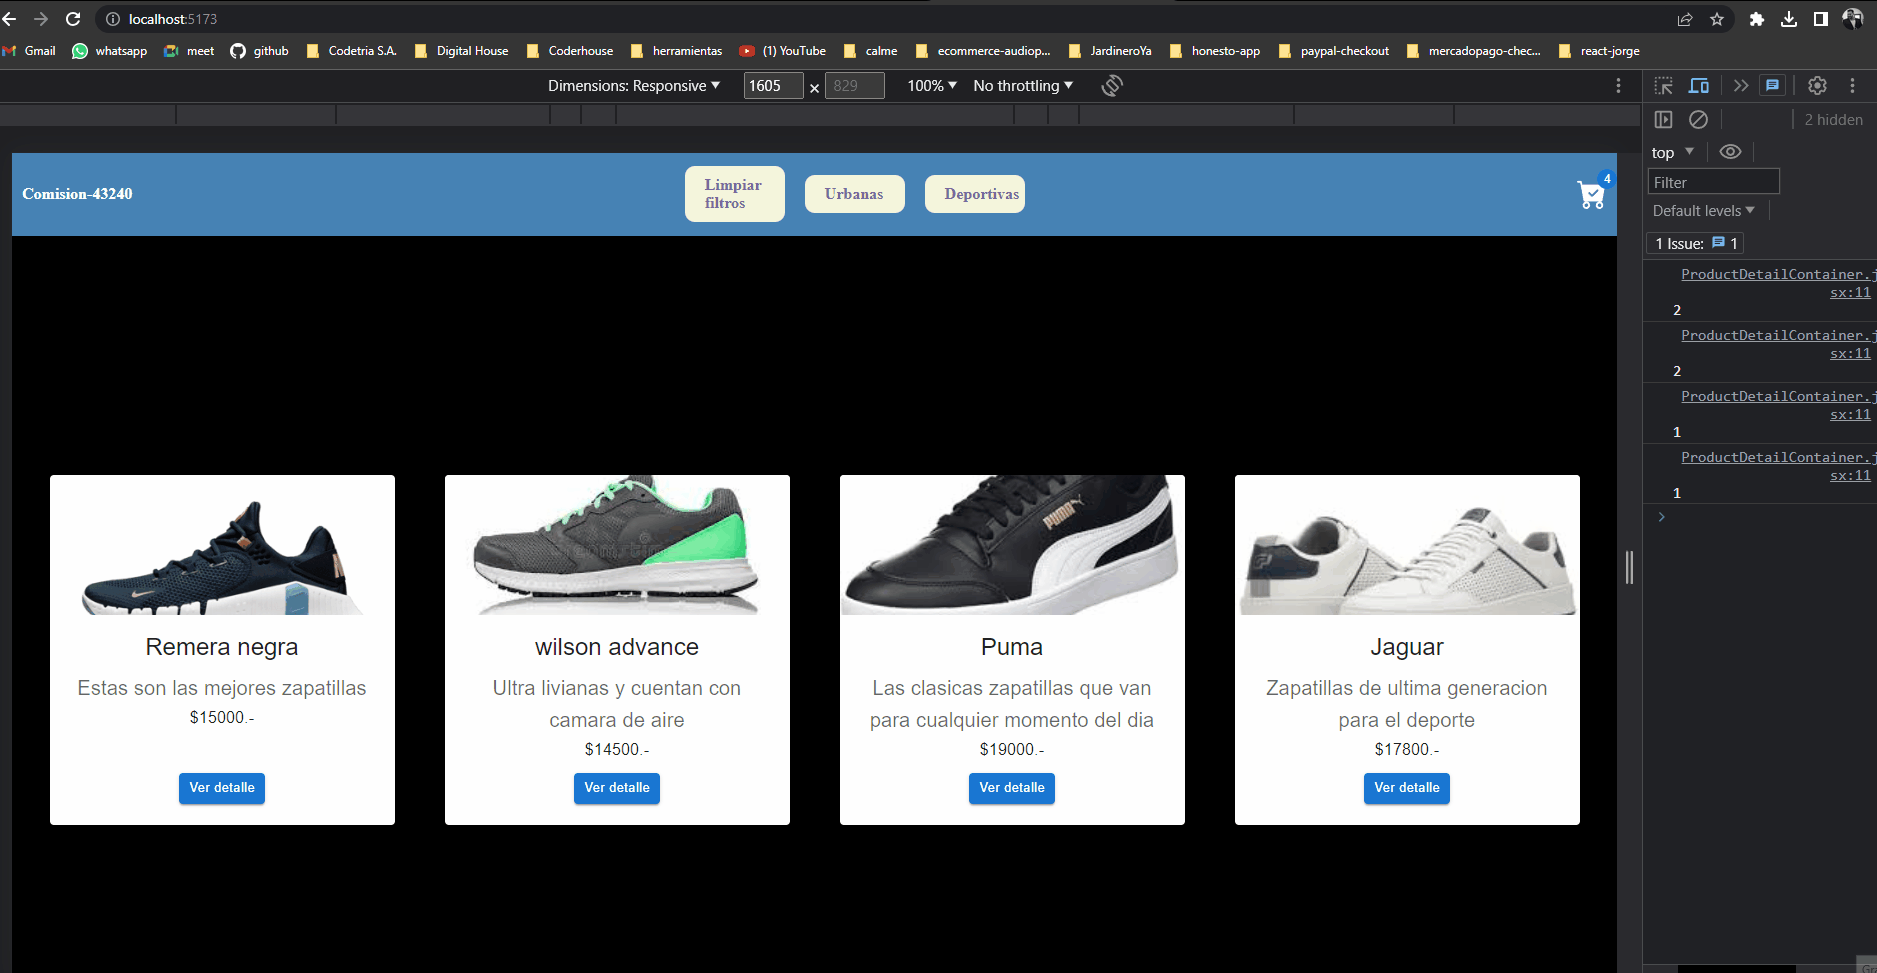 localhost:5173
Gmail whatsapp meet github Codetria S.A. Digital House Coderhouse herramientas (1) YouTube calme ecommerce-audiop... JardineroYa honesto-app paypal-checkout mercadopago-chec... react-jorge
Dimensions: Responsive 1605 × 829 100% No throttling
Comision-43240
Limpiar
filtros
Urbanas
Deportivas
4
PUMA
Remera negra
Estas son las mejores zapatillas
$15000.-
Ver detalle
wilson advance
Ultra livianas y cuentan con
camara de aire
$14500.-
Ver detalle
Puma
Las clasicas zapatillas que van
para cualquier momento del dia
$19000.-
Ver detalle
Jaguar
Zapatillas de ultima generacion
para el deporte
$17800.-
Ver detalle
2 hidden
top
Filter
Default levels
1 Issue: 1
ProductDetailContainer.j
sx:11
2
ProductDetailContainer.j
sx:11
2
ProductDetailContainer.j
sx:11
1
ProductDetailContainer.j
sx:11
1